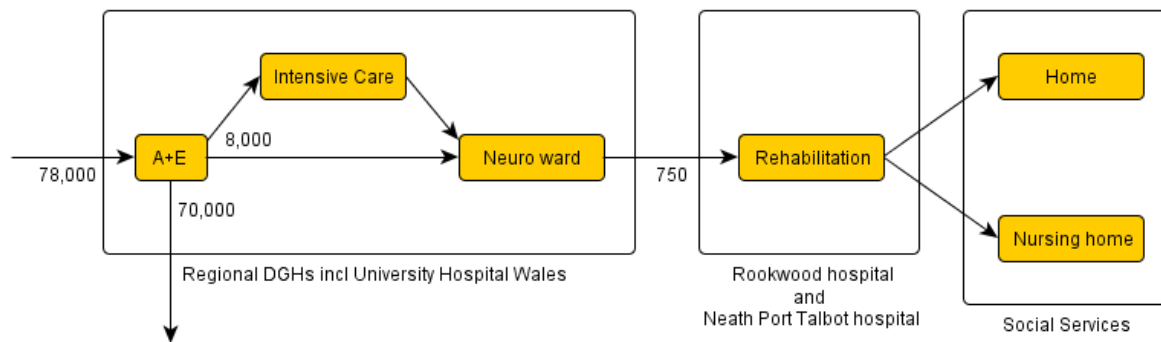 Intensive Care
Home
A+E
8,000
Neuro ward
Rehabilitation
78,000
750
70,000
Nursing home
Regional DGHs incl University Hospital Wales
Rookwood hospital
and
Neath Port Talbot hospital
Social Services